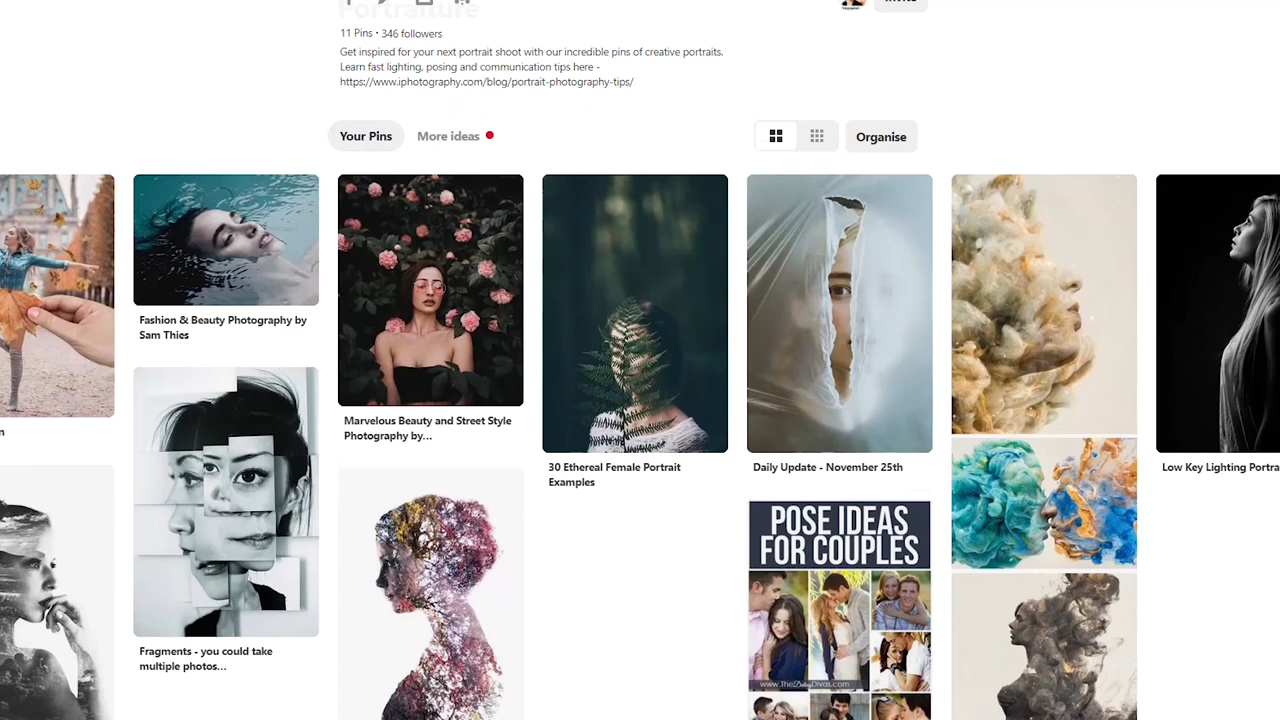 Portraiture
Invite
11 Pins · 346 followers
Get inspired for your next portrait shoot with our incredible pins of creative portraits.
Learn fast lighting, posing and communication tips here -
https://www.iphotography.com/blog/portrait-photography-tips/
Your Pins
More ideas
Organise
n
Fashion & Beauty Photography by
Sam Thies
Fragments - you could take
multiple photos...
Marvelous Beauty and Street Style
Photography by...
30 Ethereal Female Portrait
Examples
Daily Update - November 25th
POSE IDEAS
FOR COUPLES
Low Key Lighting Portra